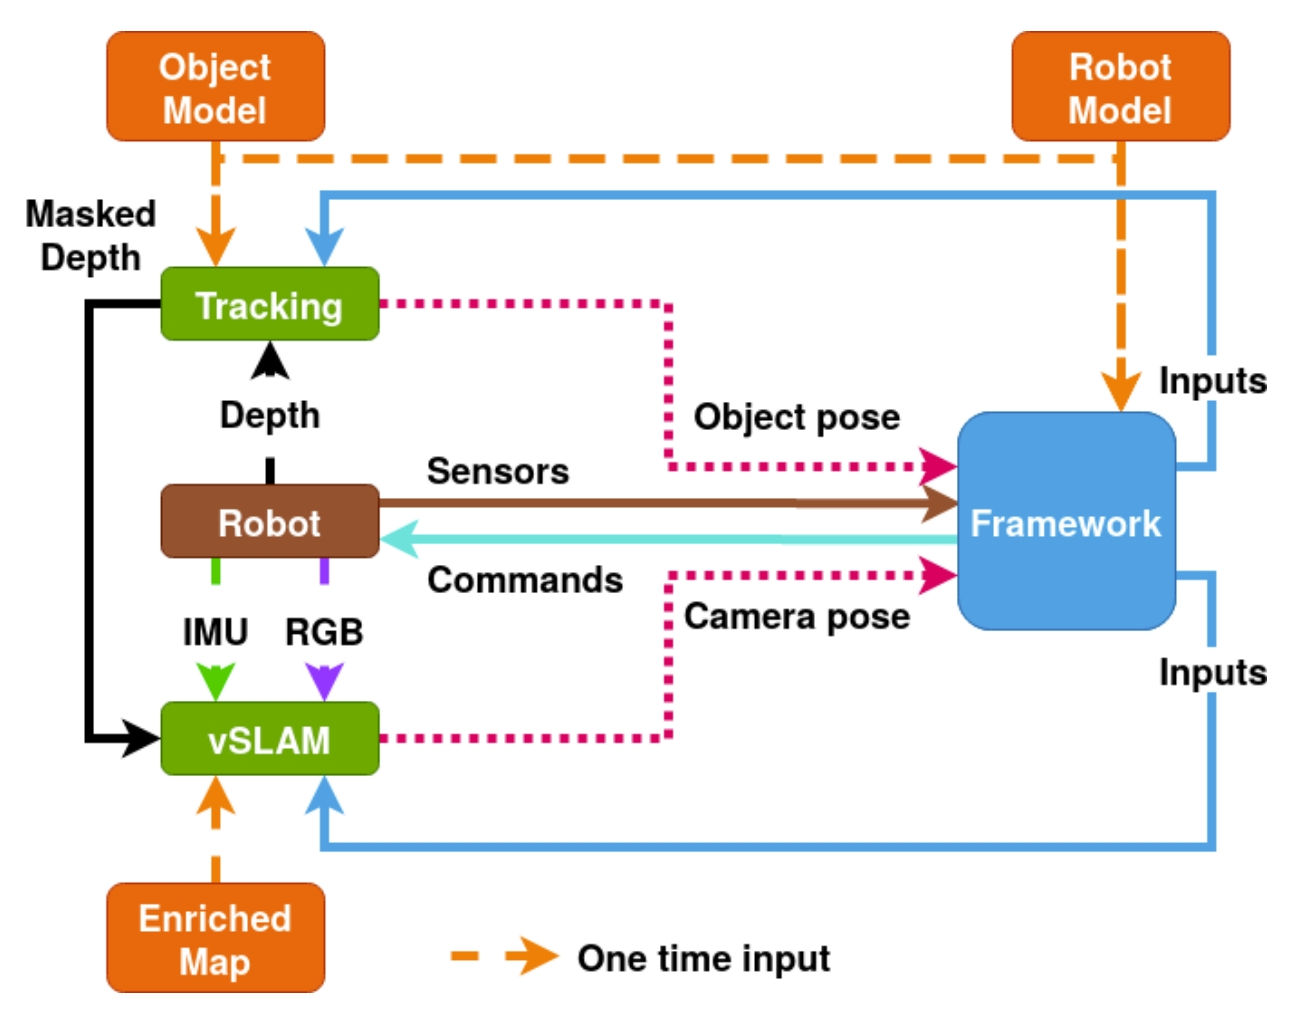 Object
Model
Robot
Model
Masked
Depth
Tracking
Inputs
Depth
Object pose
Sensors
Robot
Framework
Commands
Camera pose
IMU
RGB
Inputs
vSLAM
Enriched
Map
One time input